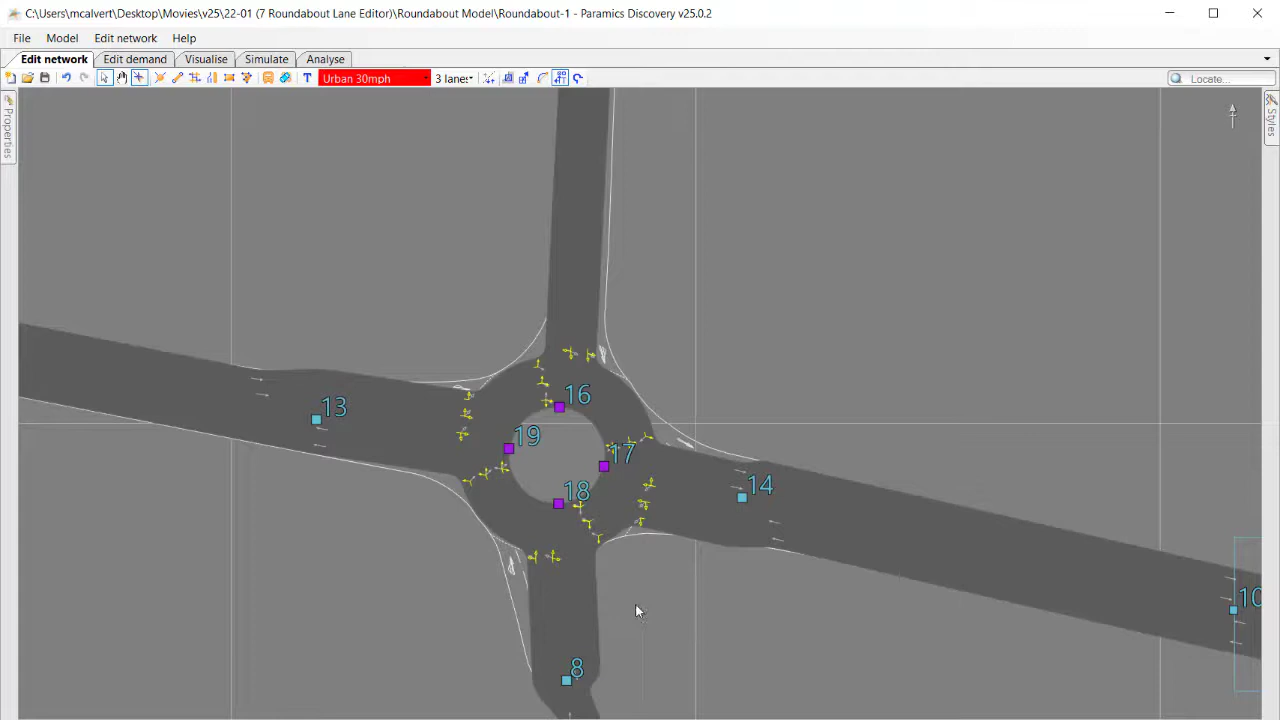 C:\Users\mcalvert\Desktop\Movies\v25\22-01 (7 Roundabout Lane Editor)\Roundabout Model\Roundabout-1 - Paramics Discovery v25.0.2
File Model Edit network Help
Edit network Edit demand Visualise Simulate Analyse
T Urban 30mph 3 lanes Locate...
Properties
Styles
16
13
19
17
14
18
10
8